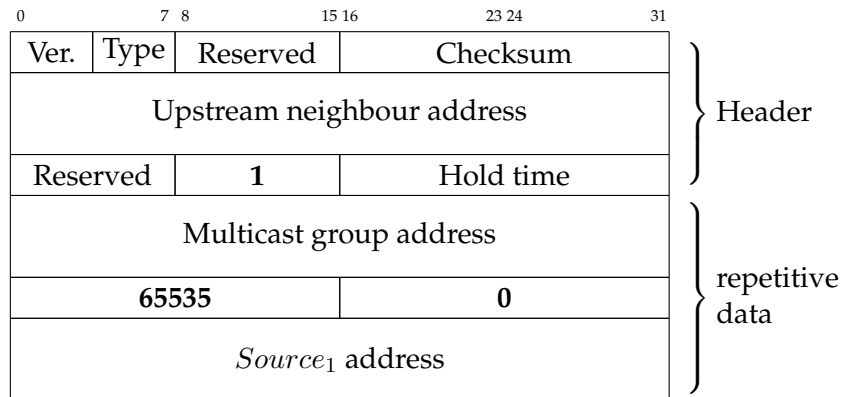 0 7 8 15 16 23 24 31
Ver. Type Reserved Checksum
Upstream neighbour address
Header
Reserved 1 Hold time
Multicast group address
65535 0
repetitive
data
Source₁ address